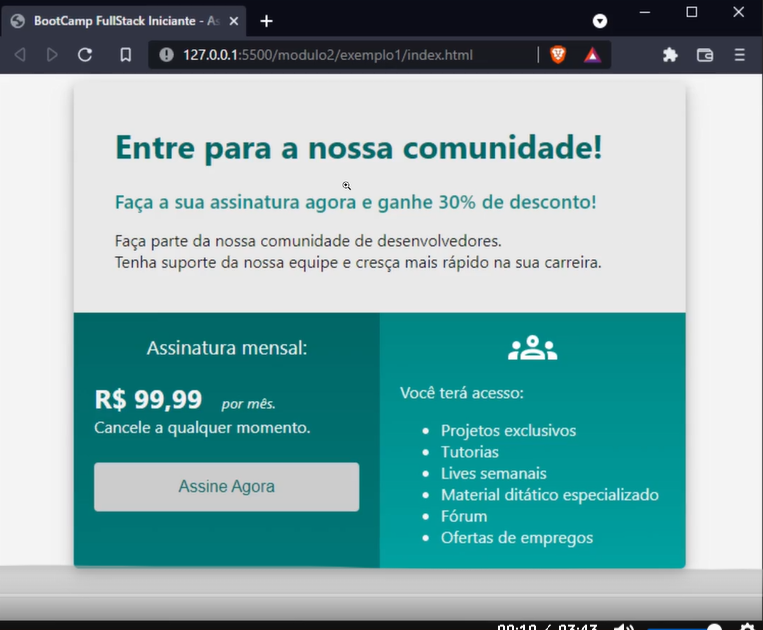 BootCamp FullStack Iniciante - As
127.0.0.1:5500/modulo2/exemplo1/index.html
Entre para a nossa comunidade!
Faça a sua assinatura agora e ganhe 30% de desconto!
Faça parte da nossa comunidade de desenvolvedores.
Tenha suporte da nossa equipe e cresça mais rápido na sua carreira.
Assinatura mensal:
R$ 99,99 por mês.
Cancele a qualquer momento.
Assine Agora
Você terá acesso:
Projetos exclusivos
Tutorias
Lives semanais
Material ditático especializado
Fórum
Ofertas de empregos